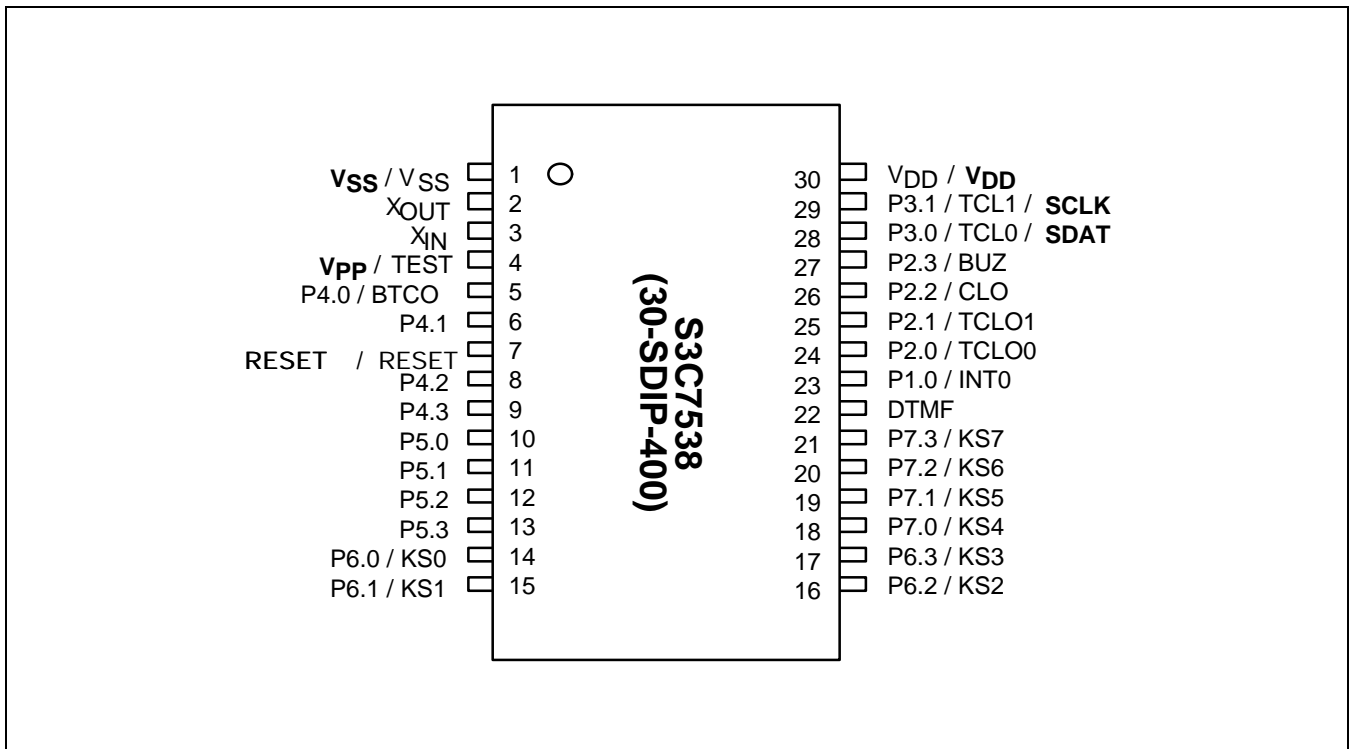 VSS / VSS
XOUT
XIN
VPP / TEST
P4.0 / BTCO
P4.1
RESET / RESET
P4.2
P4.3
P5.0
P5.1
P5.2
P5.3
P6.0 / KS0
P6.1 / KS1
1
2
3
4
5
6
7
8
9
10
11
12
13
14
15
S3C7538
(30-SDIP-400)
30
29
28
27
26
25
24
23
22
21
20
19
18
17
16
VDD / VDD
P3.1 / TCL1 / SCLK
P3.0 / TCL0 / SDAT
P2.3 / BUZ
P2.2 / CLO
P2.1 / TCLO1
P2.0 / TCLO0
P1.0 / INT0
DTMF
P7.3 / KS7
P7.2 / KS6
P7.1 / KS5
P7.0 / KS4
P6.3 / KS3
P6.2 / KS2